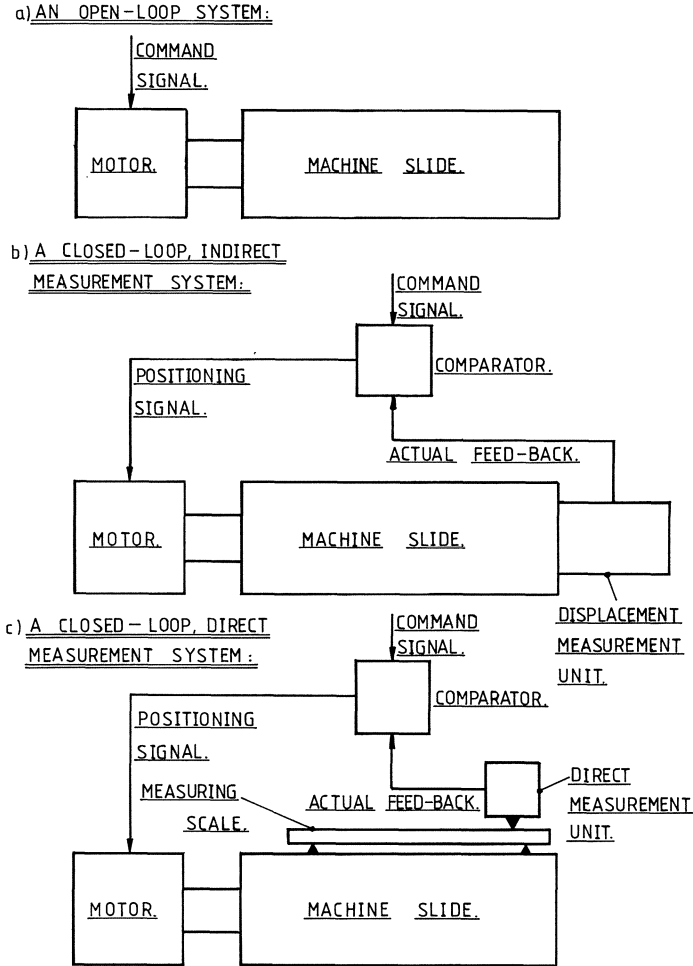 a) AN OPEN-LOOP SYSTEM:
COMMAND
SIGNAL.
MOTOR.
MACHINE SLIDE.
b) A CLOSED-LOOP, INDIRECT
MEASUREMENT SYSTEM:
COMMAND
SIGNAL.
COMPARATOR.
POSITIONING
SIGNAL.
ACTUAL FEED-BACK.
MOTOR.
MACHINE SLIDE.
DISPLACEMENT
MEASUREMENT
UNIT.
c) A CLOSED-LOOP, DIRECT
MEASUREMENT SYSTEM:
COMMAND
SIGNAL.
COMPARATOR.
POSITIONING
SIGNAL.
MEASURING
SCALE.
ACTUAL FEED-BACK.
DIRECT
MEASUREMENT
UNIT.
MOTOR.
MACHINE SLIDE.